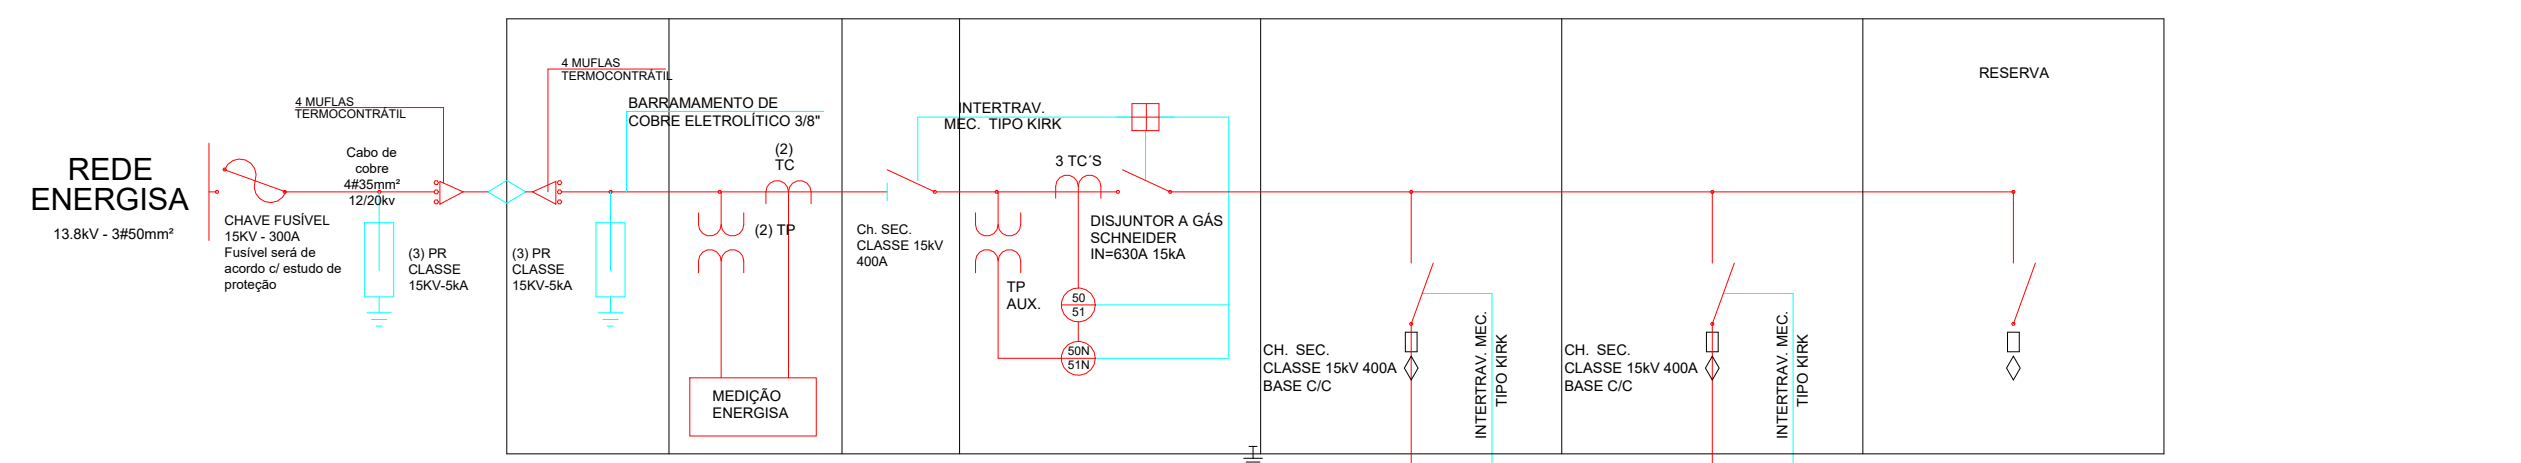 REDE
ENERGISA
13.8kV - 3#50mm²
CHAVE FUSÍVEL
15KV - 300A
Fusível será de
acordo c/ estudo de
proteção
4 MUFLAS
TERMOCONTRÁTIL
Cabo de
cobre
4#35mm²
12/20kv
(3) PR
CLASSE
15KV-5kA
4 MUFLAS
TERMOCONTRÁTIL
(3) PR
CLASSE
15KV-5kA
BARRAMAMENTO DE
COBRE ELETROLÍTICO 3/8"
(2)
TC
(2) TP
MEDIÇÃO
ENERGISA
Ch. SEC.
CLASSE 15kV
400A
INTERTRAV.
MEC. TIPO KIRK
3 TC´S
DISJUNTOR A GÁS
SCHNEIDER
IN=630A 15kA
TP
AUX.
50
51
50N
51N
CH. SEC.
CLASSE 15kV 400A
BASE C/C
INTERTRAV. MEC.
TIPO KIRK
CH. SEC.
CLASSE 15kV 400A
BASE C/C
INTERTRAV. MEC.
TIPO KIRK
RESERVA